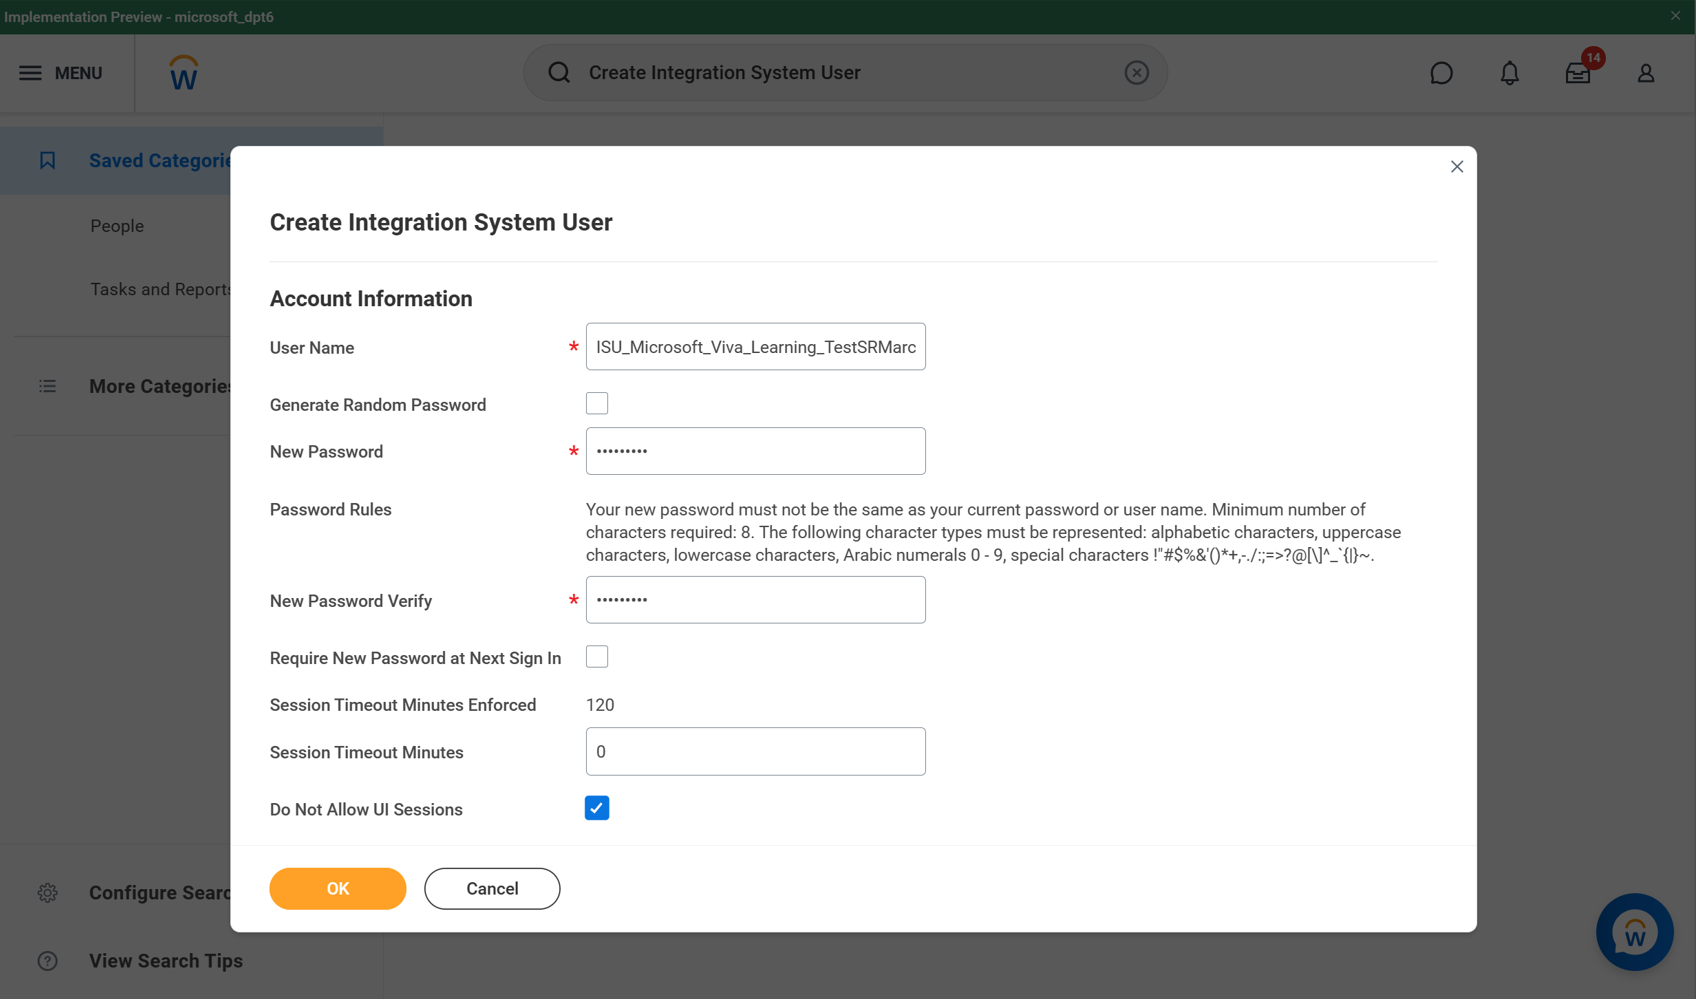 Implementation Preview - microsoft_dpt6
MENU
Create Integration System User
14
Saved Categorie
People
Tasks and Reports
More Categories
Configure Searc
View Search Tips
Create Integration System User
Account Information
User Name * ISU_Microsoft_Viva_Learning_TestSRMarc
Generate Random Password
New Password * •••••••••
Password Rules
Your new password must not be the same as your current password or user name. Minimum number of
characters required: 8. The following character types must be represented: alphabetic characters, uppercase
characters, lowercase characters, Arabic numerals 0 - 9, special characters !"#$%&'()*+,-./:;=>?@[\]^_`{|}~.
New Password Verify * •••••••••
Require New Password at Next Sign In
Session Timeout Minutes Enforced 120
Session Timeout Minutes 0
Do Not Allow UI Sessions
OK Cancel